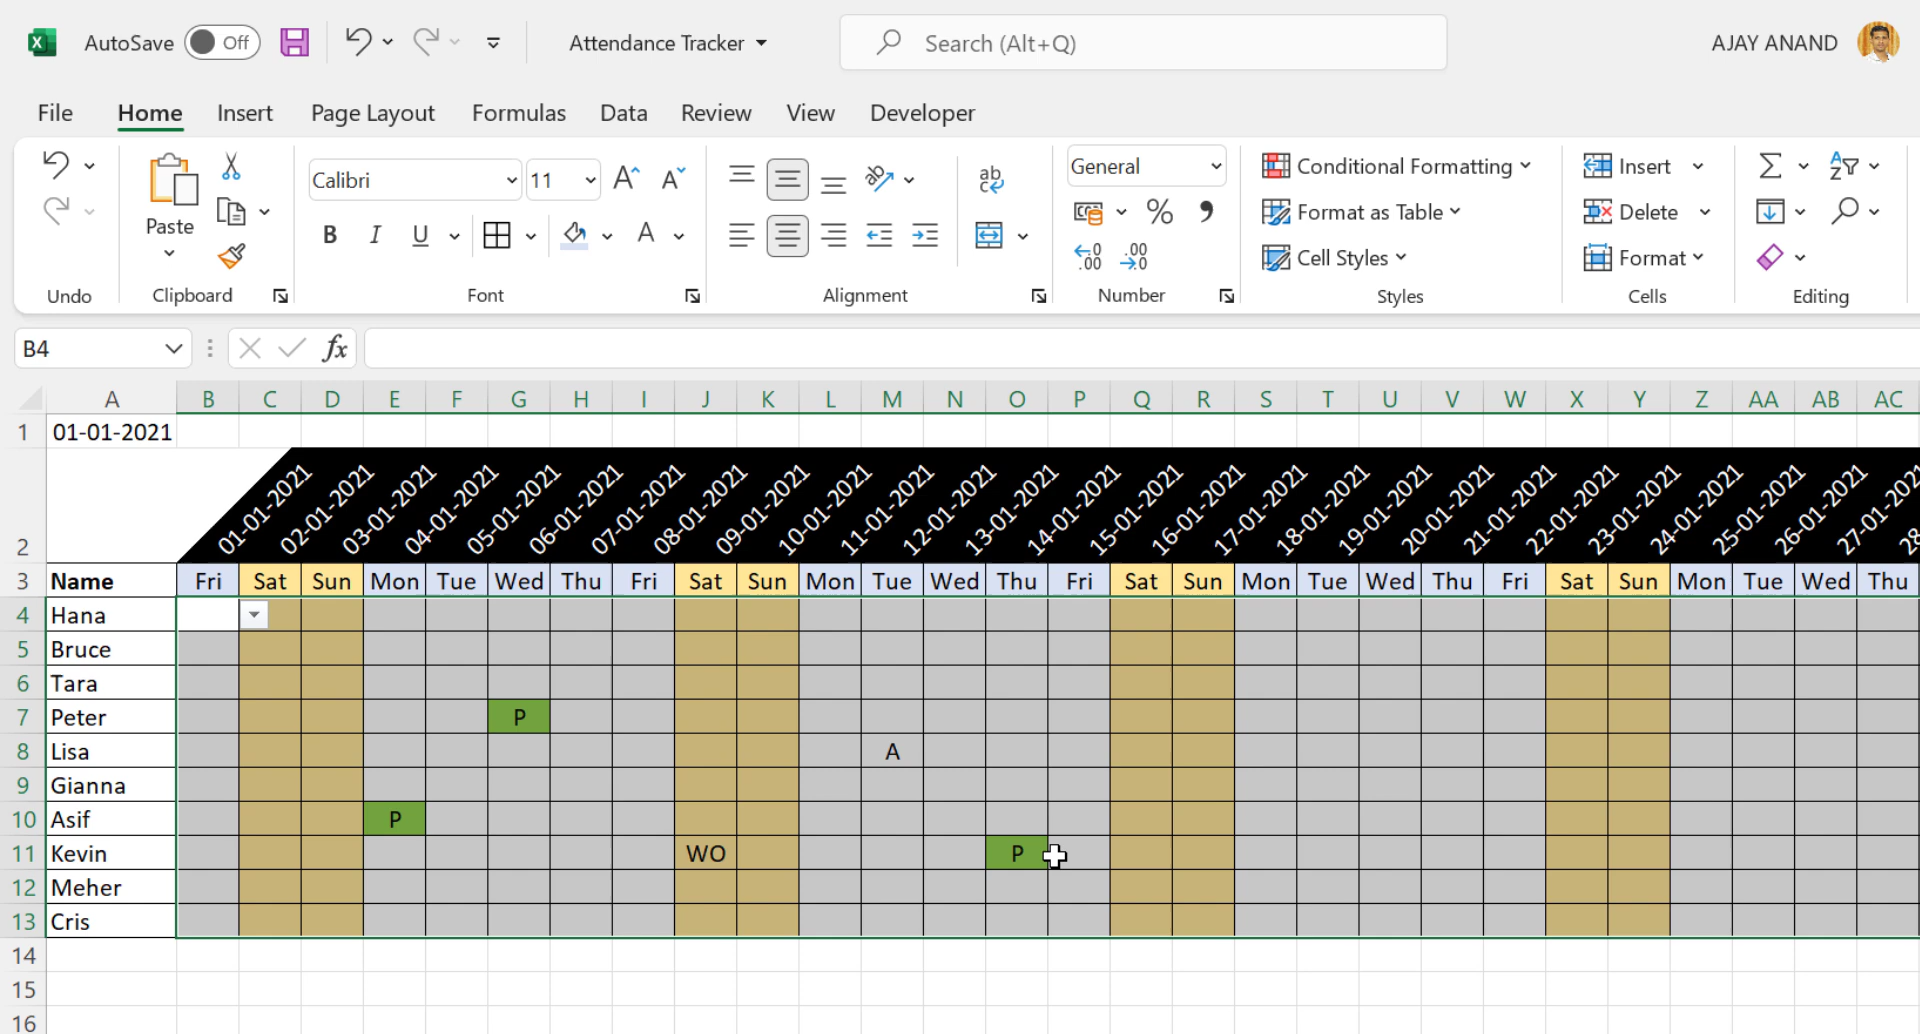 AutoSave Off Attendance Tracker Search (Alt+Q) AJAY ANAND
File Home Insert Page Layout Formulas Data Review View Developer
Calibri 11 General Conditional Formatting Insert
Paste Format as Table Delete
B I U A Cell Styles Format
Undo Clipboard Font Alignment Number Styles Cells Editing
B4 fx
A B C D E F G H I J K L M N O P Q R S T U V W X Y Z AA AB AC
1 01-01-2021
2 01-01-2021 02-01-2021 03-01-2021 04-01-2021 05-01-2021 06-01-2021 07-01-2021 08-01-2021 09-01-2021 10-01-2021 11-01-2021 12-01-2021 13-01-2021 14-01-2021 15-01-2021 16-01-2021 17-01-2021 18-01-2021 19-01-2021 20-01-2021 21-01-2021 22-01-2021 23-01-2021 24-01-2021 25-01-2021 26-01-2021 27-01-2021 28
3 Name Fri Sat Sun Mon Tue Wed Thu Fri Sat Sun Mon Tue Wed Thu Fri Sat Sun Mon Tue Wed Thu Fri Sat Sun Mon Tue Wed Thu
4 Hana
5 Bruce
6 Tara
7 Peter P
8 Lisa A
9 Gianna
10 Asif P
11 Kevin WO P
12 Meher
13 Cris
14
15
16